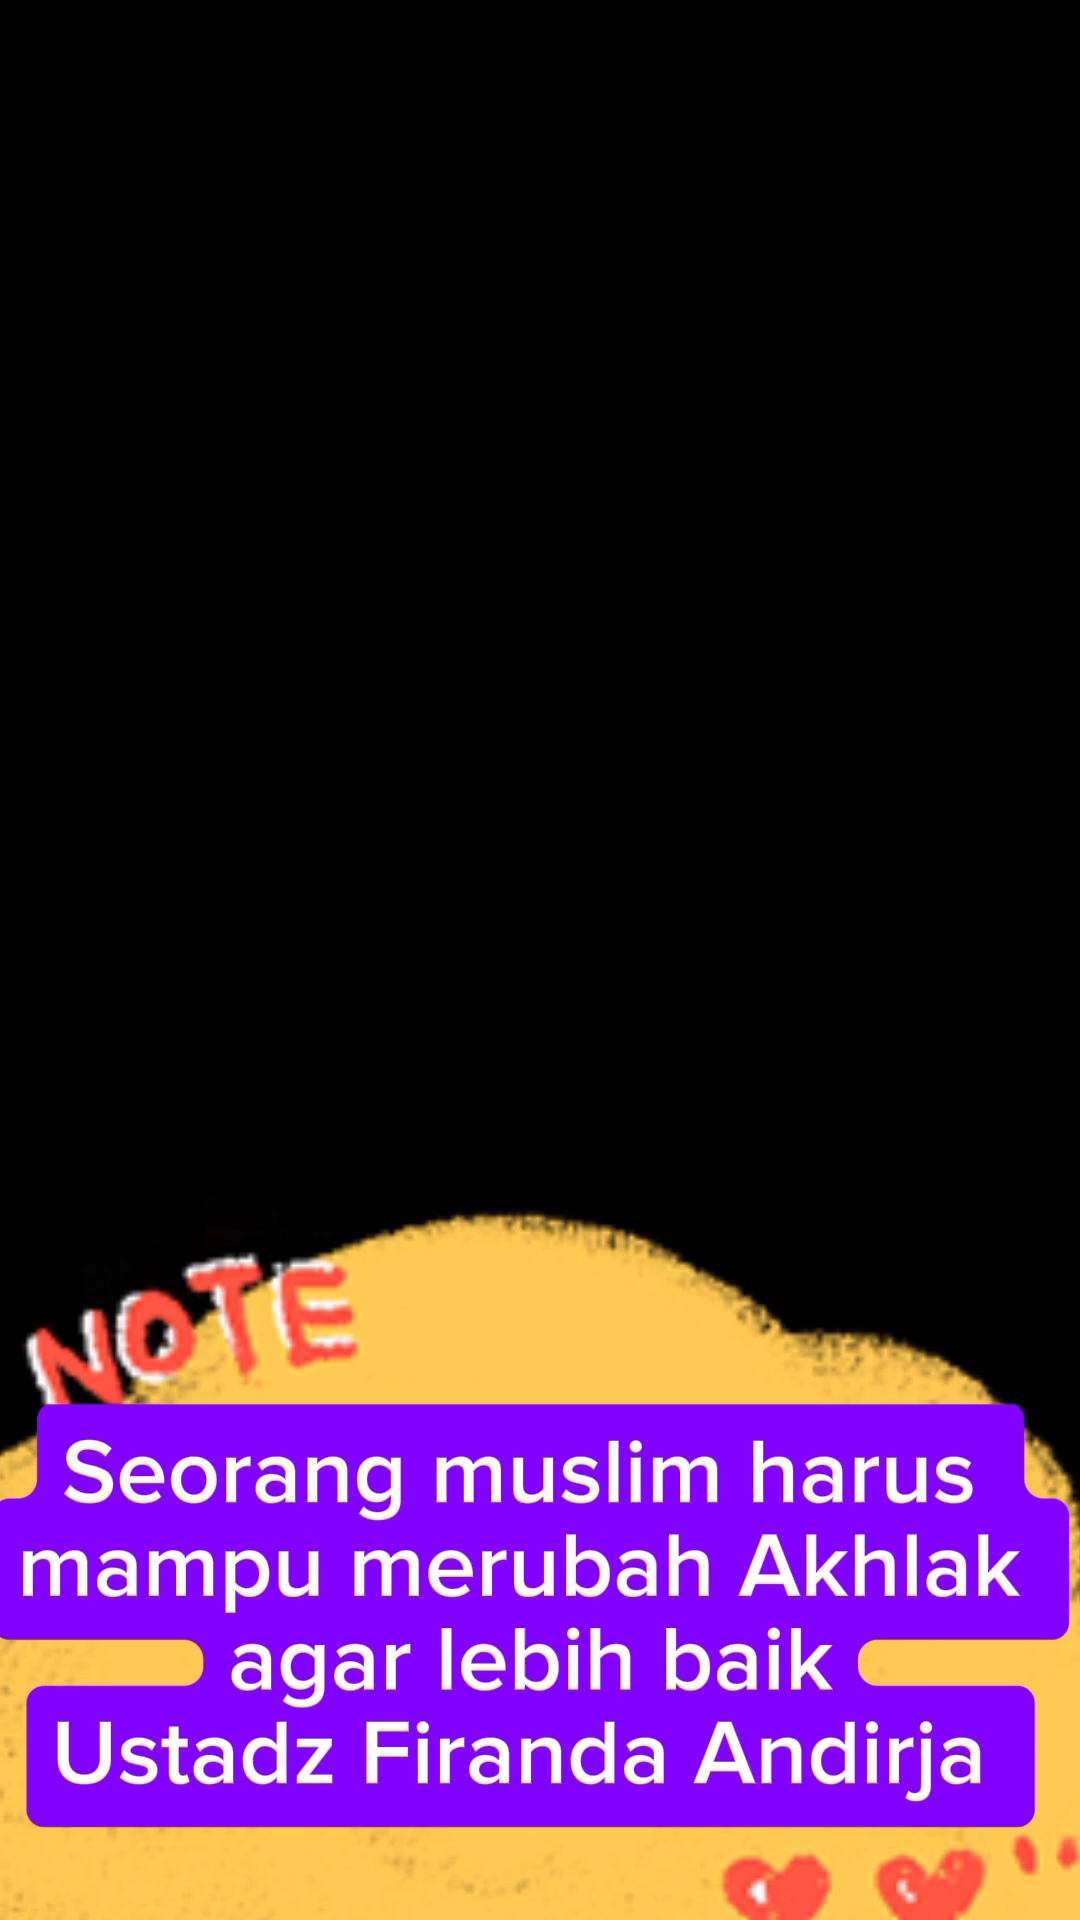 NOTE
Seorang muslim harus
mampu merubah Akhlak
agar lebih baik
Ustadz Firanda Andirja